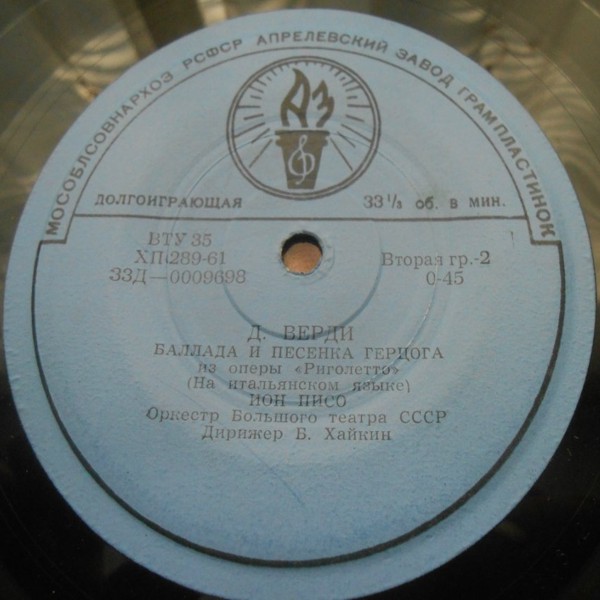 МОСОБЛСОВНАРХОЗ РСФСР АПРЕЛЕВСКИЙ ЗАВОД ГРАМПЛАСТИНОК
АЗ
ДОЛГОИГРАЮЩАЯ 33 1/3 об. в мин.
ВТУ 35
ХП 289-61 Вторая гр.-2
33Д—0009698 0-45
Д. ВЕРДИ
БАЛЛАДА И ПЕСЕНКА ГЕРЦОГА
из оперы «Риголетто»
(На итальянском языке)
ИОН ПИСО
Оркестр Большого театра СССР
Дирижер Б. Хайкин